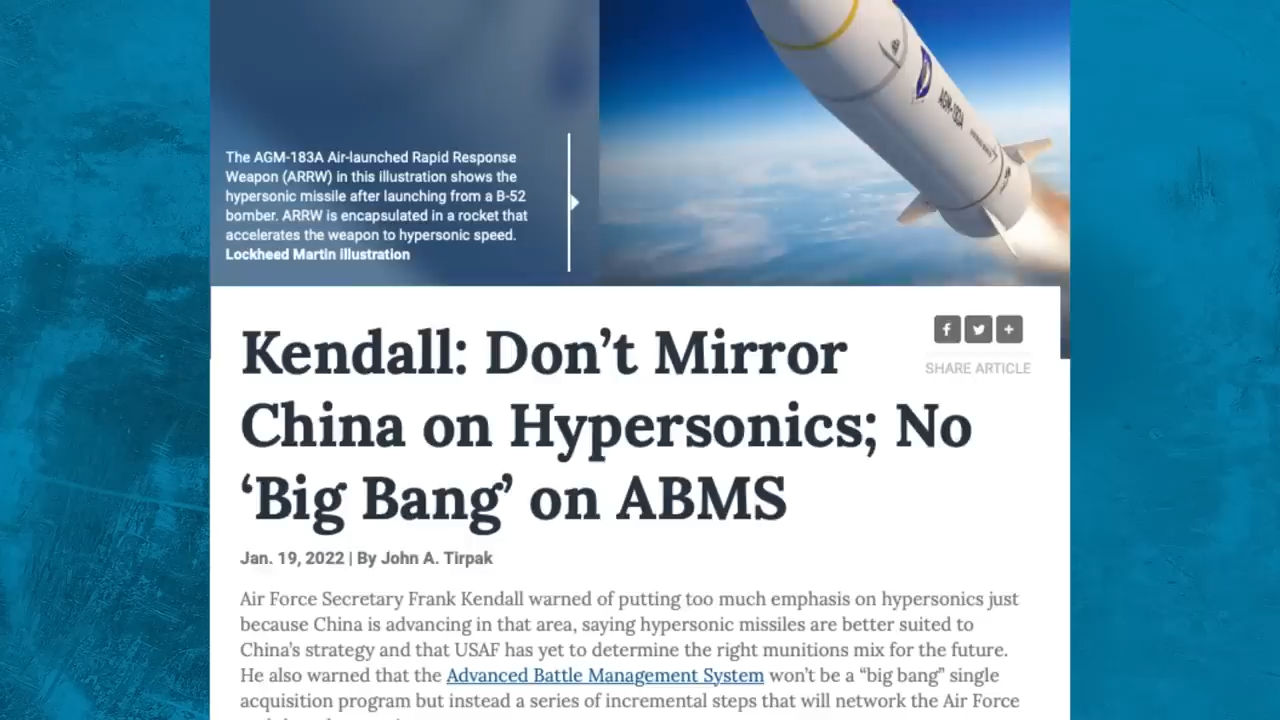 The AGM-183A Air-launched Rapid Response
Weapon (ARRW) in this illustration shows the
hypersonic missile after launching from a B-52
bomber. ARRW is encapsulated in a rocket that
accelerates the weapon to hypersonic speed.
Lockheed Martin illustration
AGM-183A
Kendall: Don’t Mirror
China on Hypersonics; No
‘Big Bang’ on ABMS
SHARE ARTICLE
Jan. 19, 2022 | By John A. Tirpak
Air Force Secretary Frank Kendall warned of putting too much emphasis on hypersonics just
because China is advancing in that area, saying hypersonic missiles are better suited to
China’s strategy and that USAF has yet to determine the right munitions mix for the future.
He also warned that the Advanced Battle Management System won’t be a “big bang” single
acquisition program but instead a series of incremental steps that will network the Air Force